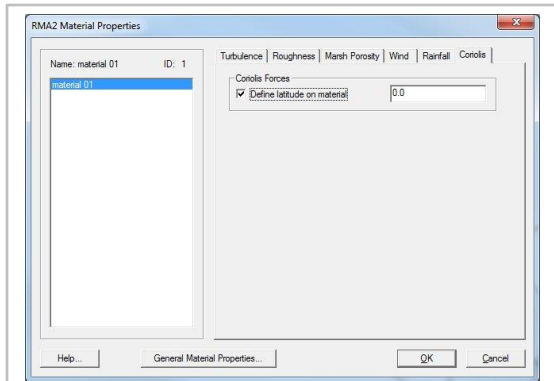 RMA2 Material Properties
Name: material 01 ID: 1
material 01
Turbulence Roughness Marsh Porosity Wind Rainfall Coriolis
Coriolis Forces
Define latitude on material 0.0
Help... General Material Properties... OK Cancel